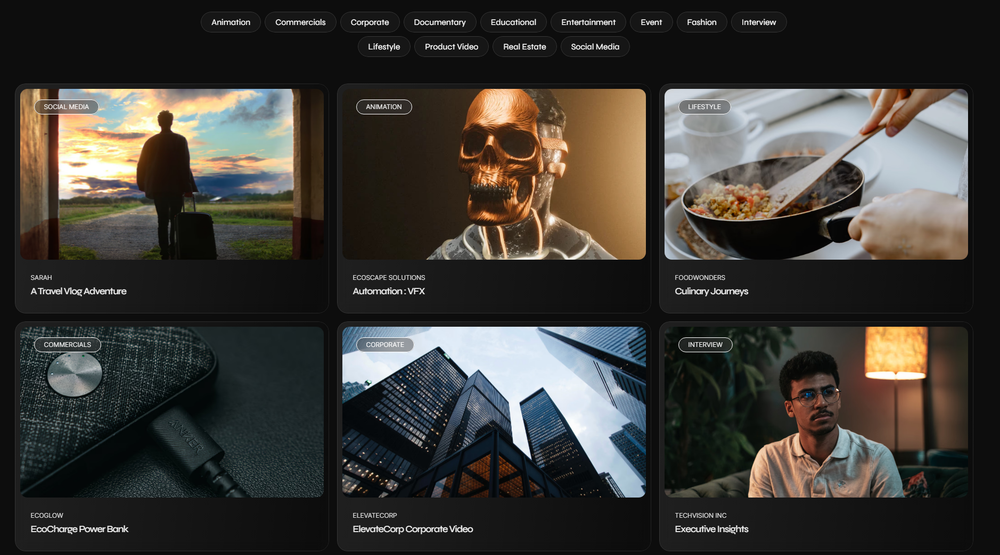 Animation Commercials Corporate Documentary Educational Entertainment Event Fashion Interview
Lifestyle Product Video Real Estate Social Media
SOCIAL MEDIA
SARAH
A Travel Vlog Adventure
ANIMATION
ECOSCAPE SOLUTIONS
Automation : VFX
LIFESTYLE
FOODWONDERS
Culinary Journeys
COMMERCIALS
ANKER
ECOGLOW
EcoCharge Power Bank
CORPORATE
ELEVATECORP
ElevateCorp Corporate Video
INTERVIEW
TECHVISION INC
Executive Insights